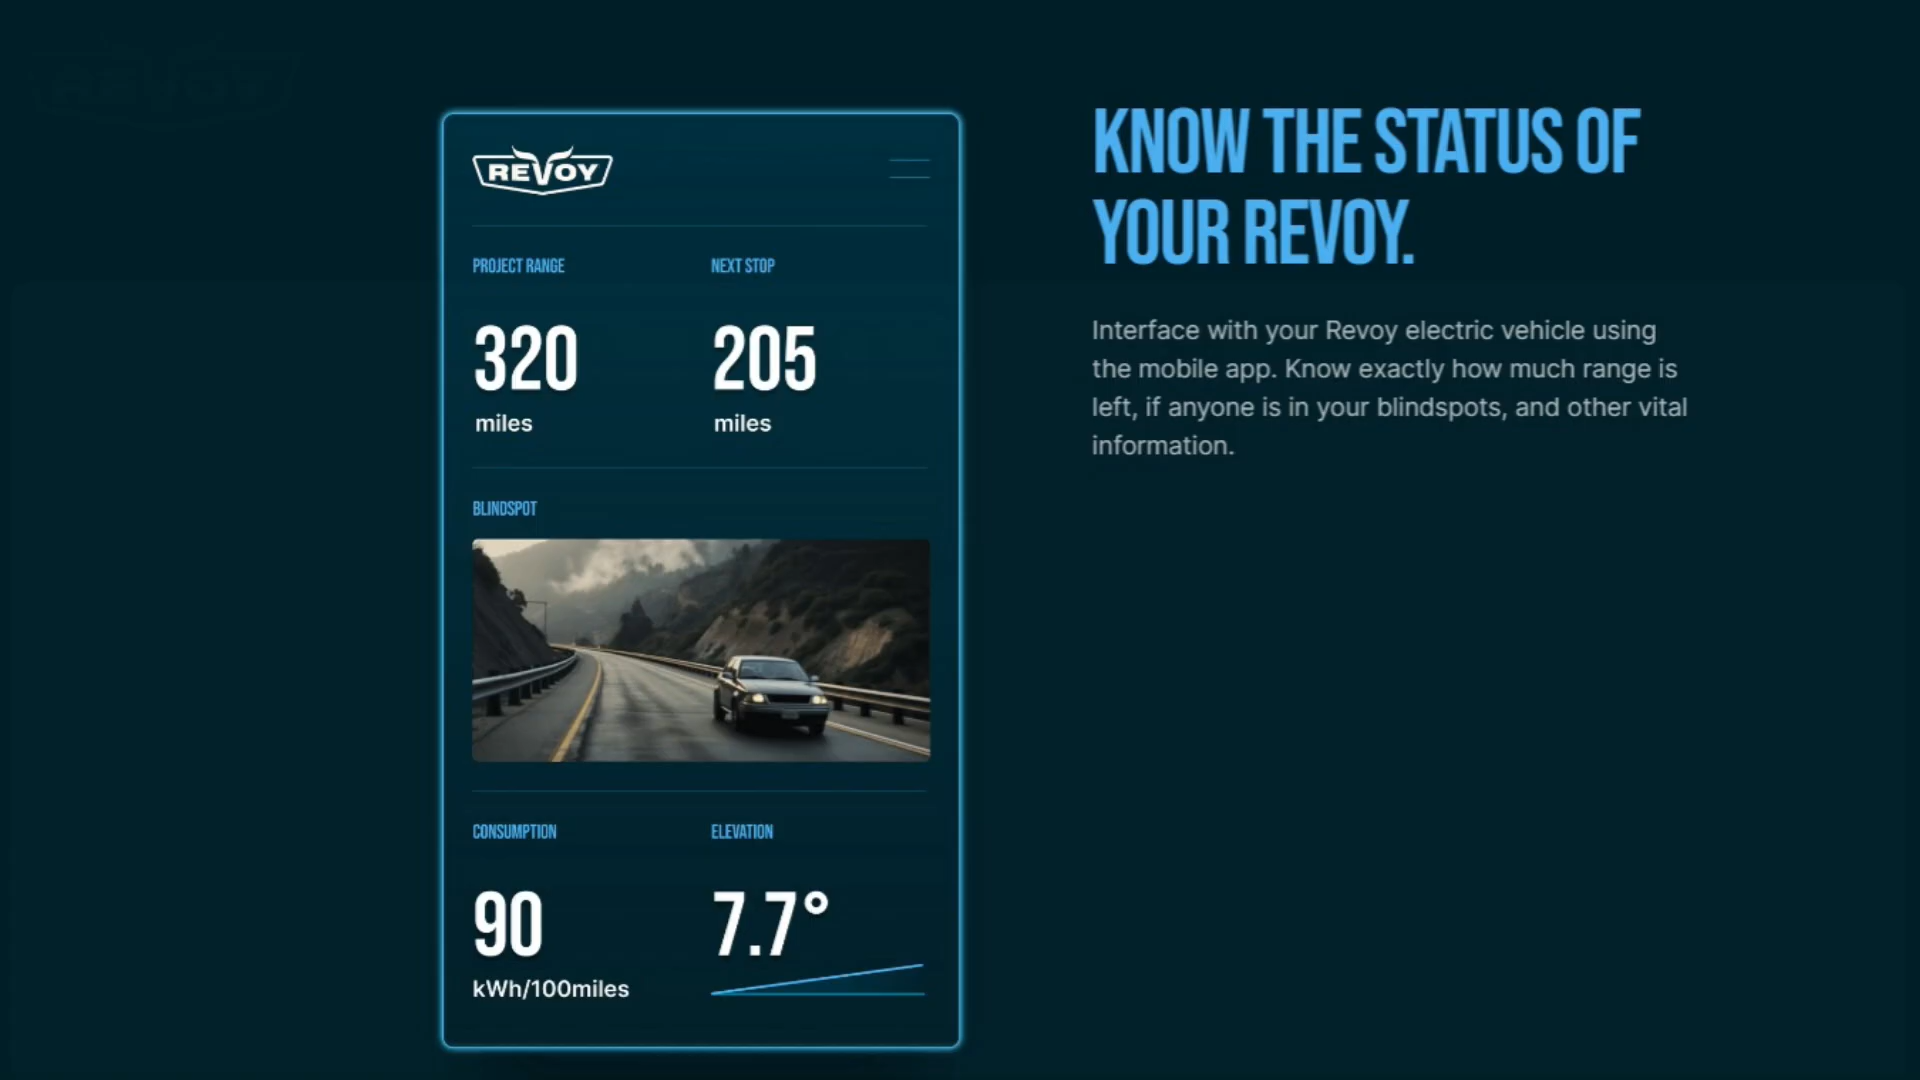 REVOY
REVOY
PROJECT RANGE
NEXT STOP
320
205
miles
miles
BLINDSPOT
CONSUMPTION
ELEVATION
90
7.7°
kWh/100miles
KNOW THE STATUS OF
YOUR REVOY.
Interface with your Revoy electric vehicle using
the mobile app. Know exactly how much range is
left, if anyone is in your blindspots, and other vital
information.